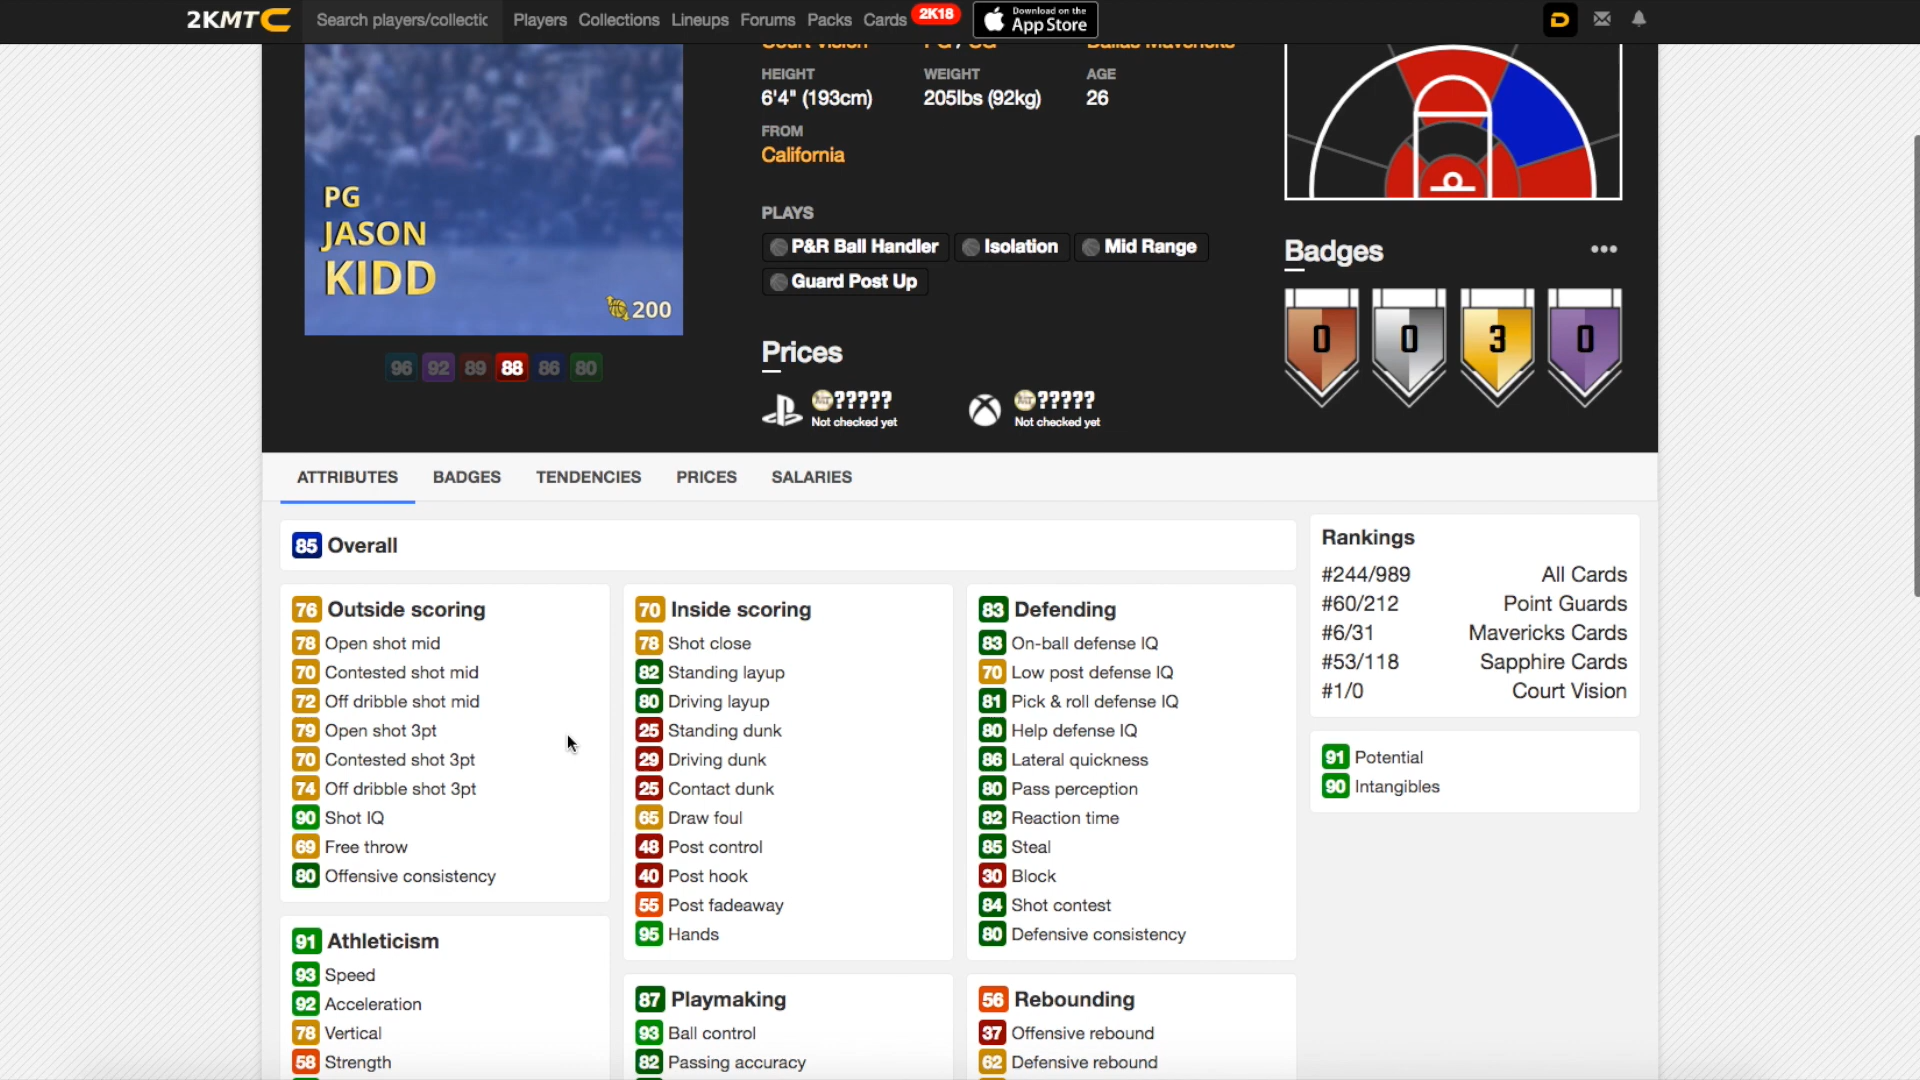 2KMTC
Search players/collectic
Players Collections Lineups Forums Packs Cards 2K18
Download on the
App Store
Court Vision PG / SG Dallas Mavericks
HEIGHT WEIGHT AGE
6'4" (193cm) 205lbs (92kg) 26
FROM
California
PG
JASON
KIDD
200
96 92 89 88 86 80
PLAYS
P&R Ball Handler Isolation Mid Range
Guard Post Up
Prices
MT ????? MT ?????
Not checked yet Not checked yet
Badges
0 0 3 0
ATTRIBUTES BADGES TENDENCIES PRICES SALARIES
85 Overall
76 Outside scoring
78 Open shot mid
70 Contested shot mid
72 Off dribble shot mid
79 Open shot 3pt
70 Contested shot 3pt
74 Off dribble shot 3pt
90 Shot IQ
69 Free throw
80 Offensive consistency
91 Athleticism
93 Speed
92 Acceleration
78 Vertical
58 Strength
70 Inside scoring
78 Shot close
82 Standing layup
80 Driving layup
25 Standing dunk
29 Driving dunk
25 Contact dunk
65 Draw foul
48 Post control
40 Post hook
55 Post fadeaway
95 Hands
87 Playmaking
93 Ball control
82 Passing accuracy
83 Defending
83 On-ball defense IQ
70 Low post defense IQ
81 Pick & roll defense IQ
80 Help defense IQ
86 Lateral quickness
80 Pass perception
82 Reaction time
85 Steal
30 Block
84 Shot contest
80 Defensive consistency
56 Rebounding
37 Offensive rebound
62 Defensive rebound
Rankings
#244/989 All Cards
#60/212 Point Guards
#6/31 Mavericks Cards
#53/118 Sapphire Cards
#1/0 Court Vision
91 Potential
90 Intangibles